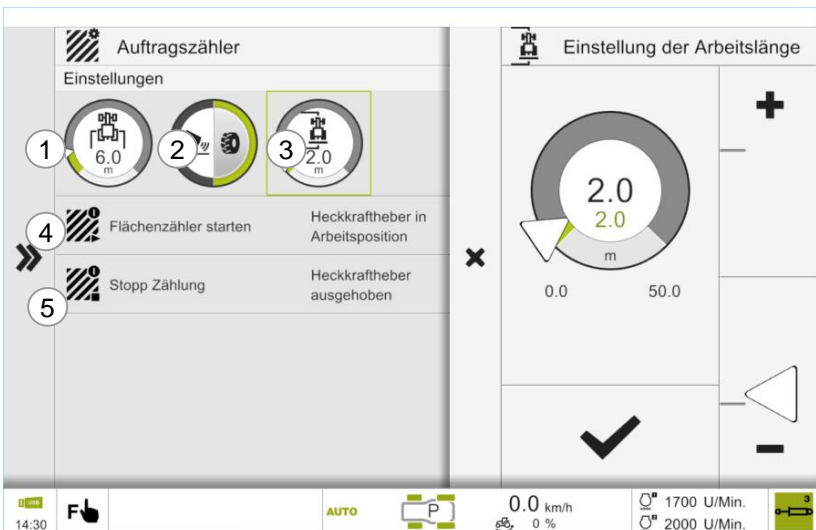 Auftragszähler
Einstellungen
1
6.0
m
2
3
2.0
m
4
Flächenzähler starten
Heckkraftheber in
Arbeitsposition
5
Stopp Zählung
Heckkraftheber
ausgehoben
Einstellung der Arbeitslänge
2.0
2.0
m
0.0
50.0
USB
14:30
F
AUTO
P
0.0 km/h
0 %
1700 U/Min.
2000 U/Min.
3